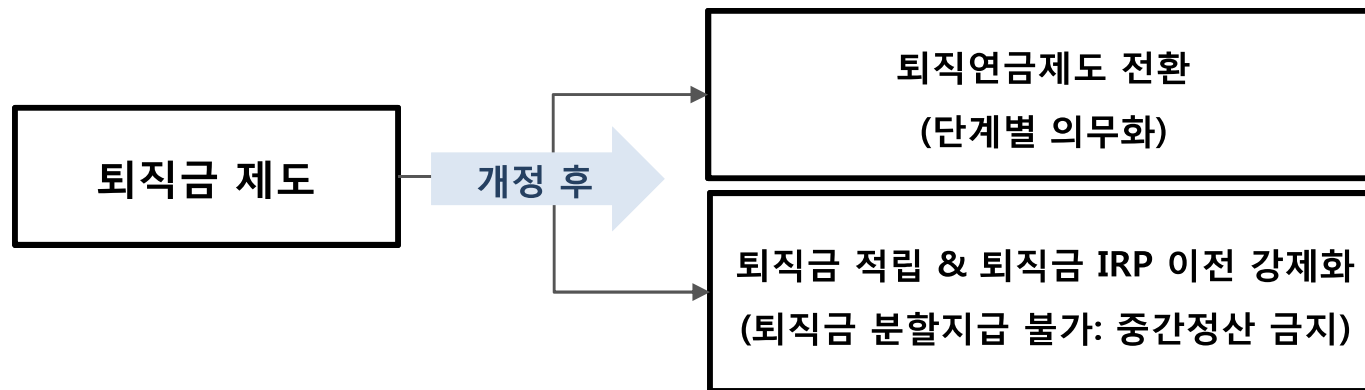 퇴직금 제도
개정 후
퇴직연금제도 전환
(단계별 의무화)
퇴직금 적립 & 퇴직금 IRP 이전 강제화
(퇴직금 분할지급 불가: 중간정산 금지)